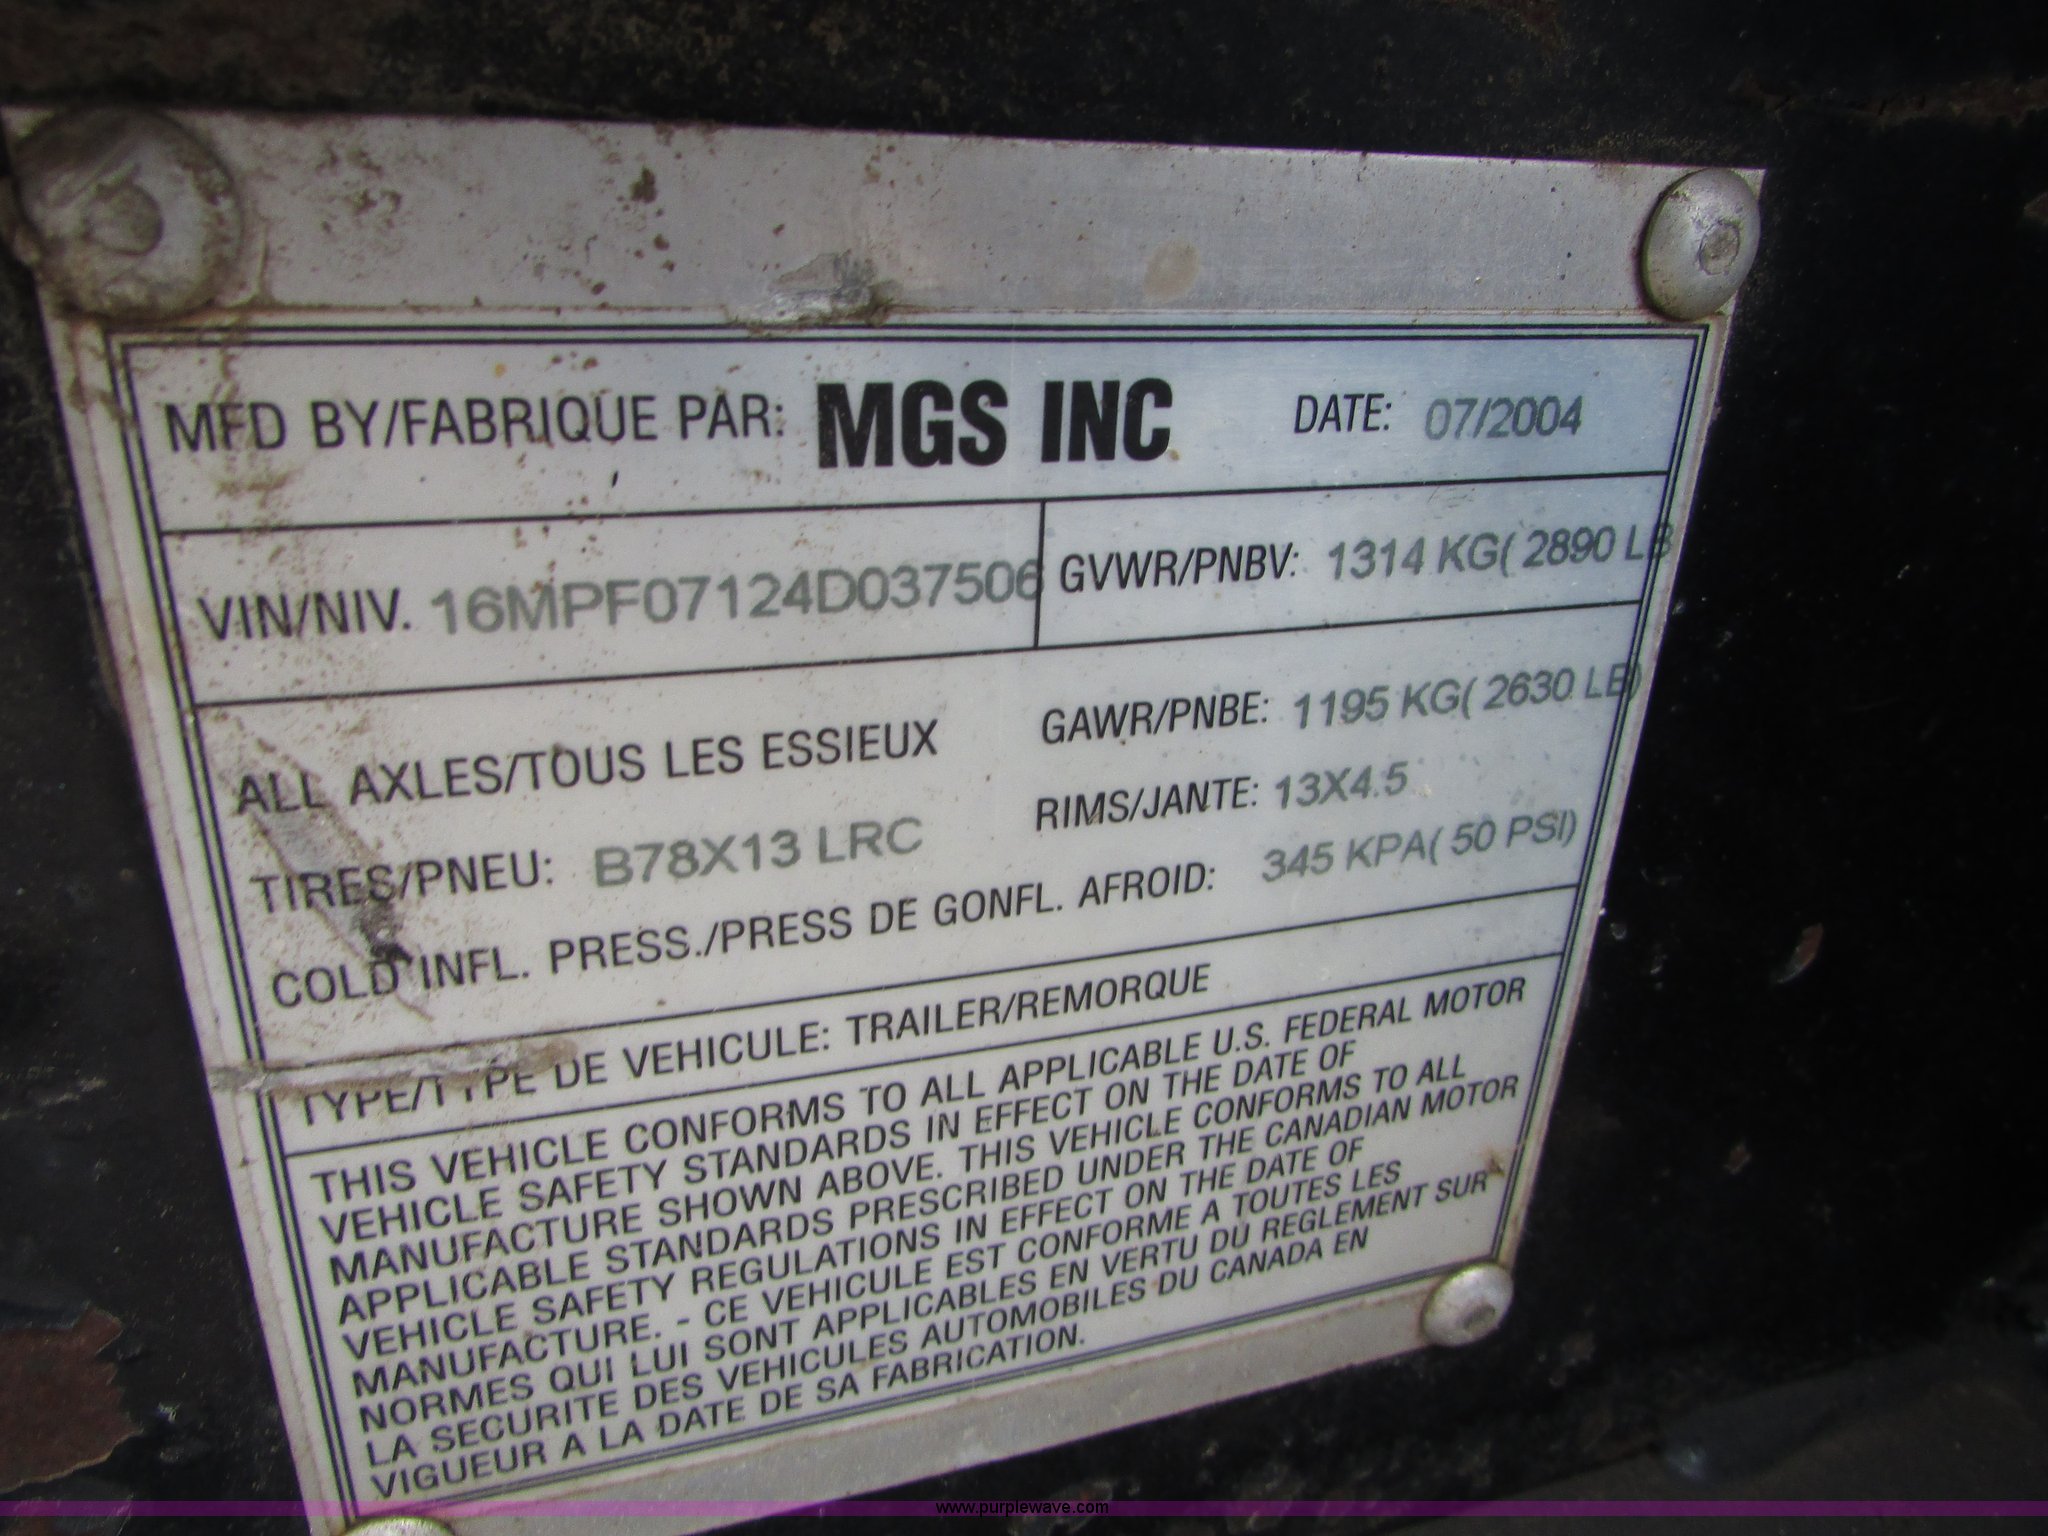 MFD BY/FABRIQUE PAR: MGS INC DATE: 07/2004
VIN/NIV. 16MPF07124D037506 GVWR/PNBV: 1314 KG( 2890 LB
ALL AXLES/TOUS LES ESSIEUX GAWR/PNBE: 1195 KG( 2630 LB)
TIRES/PNEU: B78X13 LRC RIMS/JANTE: 13X4.5
COLD INFL. PRESS./PRESS DE GONFL. AFROID: 345 KPA( 50 PSI)
TYPE/TYPE DE VEHICULE: TRAILER/REMORQUE
THIS VEHICLE CONFORMS TO ALL APPLICABLE U.S. FEDERAL MOTOR
VEHICLE SAFETY STANDARDS IN EFFECT ON THE DATE OF
MANUFACTURE SHOWN ABOVE. THIS VEHICLE CONFORMS TO ALL
APPLICABLE STANDARDS PRESCRIBED UNDER THE CANADIAN MOTOR
VEHICLE SAFETY REGULATIONS IN EFFECT ON THE DATE OF
MANUFACTURE. - CE VEHICULE EST CONFORME A TOUTES LES
NORMES QUI LUI SONT APPLICABLES EN VERTU DU REGLEMENT SUR
LA SECURITE DES VEHICULES AUTOMOBILES DU CANADA EN
VIGUEUR A LA DATE DE SA FABRICATION.
www.purplewave.com